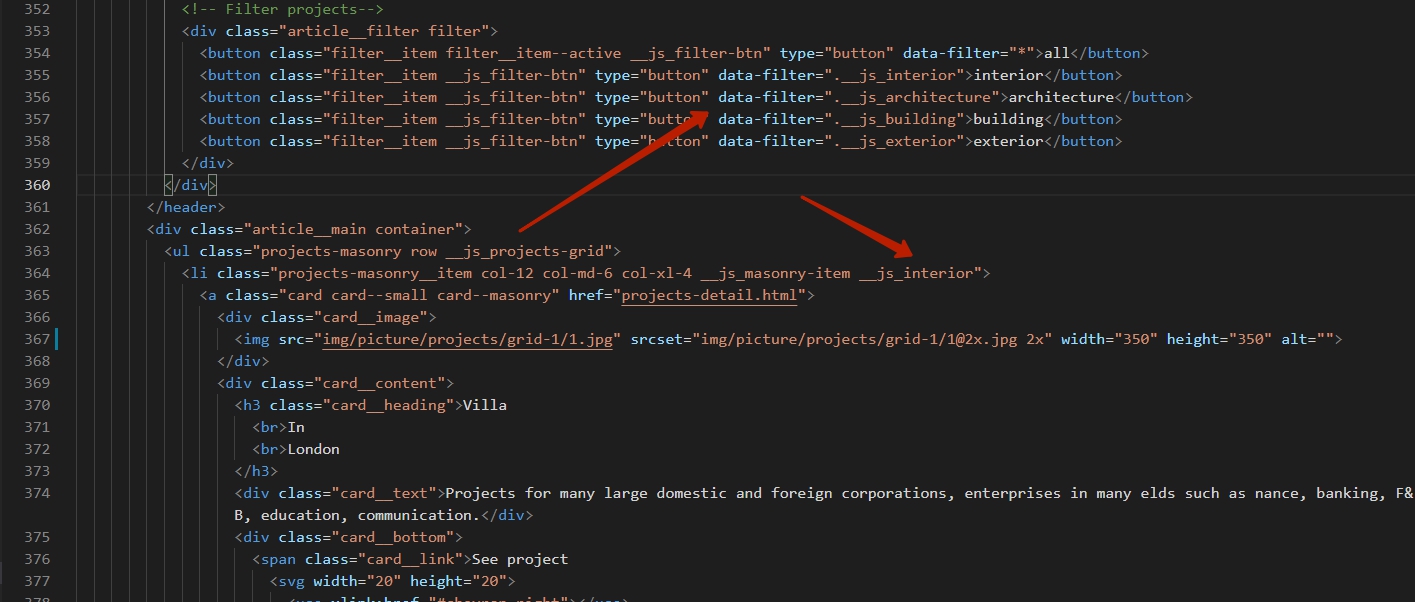 352 <!-- Filter projects-->
353 <div class="article__filter filter">
354 <button class="filter__item filter__item--active __js_filter-btn" type="button" data-filter="*">all</button>
355 <button class="filter__item __js_filter-btn" type="button" data-filter=".__js_interior">interior</button>
356 <button class="filter__item __js_filter-btn" type="button" data-filter=".__js_architecture">architecture</button>
357 <button class="filter__item __js_filter-btn" type="button" data-filter=".__js_building">building</button>
358 <button class="filter__item __js_filter-btn" type="button" data-filter=".__js_exterior">exterior</button>
359 </div>
360 </div>
361 </header>
362 <div class="article__main container">
363 <ul class="projects-masonry row __js_projects-grid">
364 <li class="projects-masonry__item col-12 col-md-6 col-xl-4 __js_masonry-item __js_interior">
365 <a class="card card--small card--masonry" href="projects-detail.html">
366 <div class="card__image">
367 <img src="img/picture/projects/grid-1/1.jpg" srcset="img/picture/projects/grid-1/1@2x.jpg 2x" width="350" height="350" alt="">
368 </div>
369 <div class="card__content">
370 <h3 class="card__heading">Villa
371 <br>In
372 <br>London
373 </h3>
374 <div class="card__text">Projects for many large domestic and foreign corporations, enterprises in many elds such as nance, banking, F&
B, education, communication.</div>
375 <div class="card__bottom">
376 <span class="card__link">See project
377 <svg width="20" height="20">